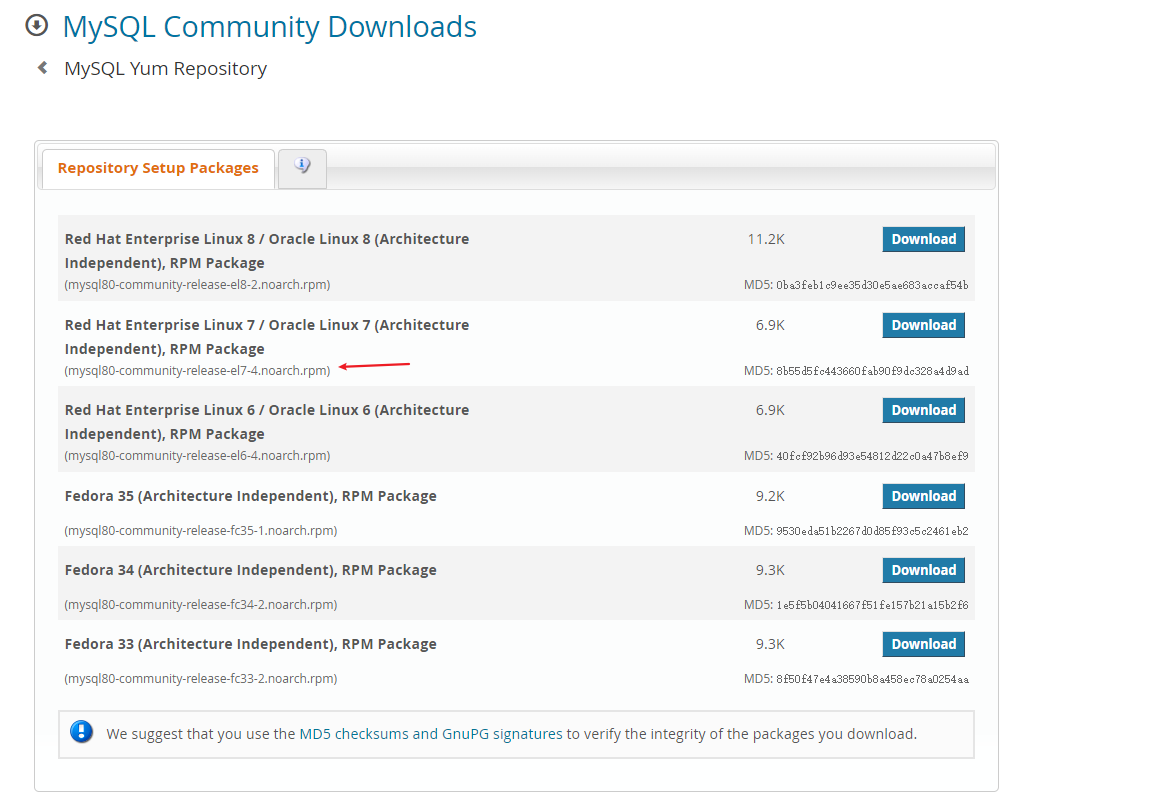 MySQL Community Downloads
MySQL Yum Repository
Repository Setup Packages
Red Hat Enterprise Linux 8 / Oracle Linux 8 (Architecture Independent), RPM Package
11.2K
Download
(mysql80-community-release-el8-2.noarch.rpm)
MD5: 0ba3feb1c9ee35d30e5ae683accaf54b
Red Hat Enterprise Linux 7 / Oracle Linux 7 (Architecture Independent), RPM Package
6.9K
Download
(mysql80-community-release-el7-4.noarch.rpm)
MD5: 8b55d5fc443660fab90f9dc328a4d9ad
Red Hat Enterprise Linux 6 / Oracle Linux 6 (Architecture Independent), RPM Package
6.9K
Download
(mysql80-community-release-el6-4.noarch.rpm)
MD5: 40fcf92b96d93e54812d22c0a47b8ef9
Fedora 35 (Architecture Independent), RPM Package
9.2K
Download
(mysql80-community-release-fc35-1.noarch.rpm)
MD5: 9530eda51b2267d0d85f93c5c2461eb2
Fedora 34 (Architecture Independent), RPM Package
9.3K
Download
(mysql80-community-release-fc34-2.noarch.rpm)
MD5: 1e5f5b04041667f51fe157b21a15b2f6
Fedora 33 (Architecture Independent), RPM Package
9.3K
Download
(mysql80-community-release-fc33-2.noarch.rpm)
MD5: 8f50f47e4a38590b8a458ec78a0254aa
We suggest that you use the MD5 checksums and GnuPG signatures to verify the integrity of the packages you download.